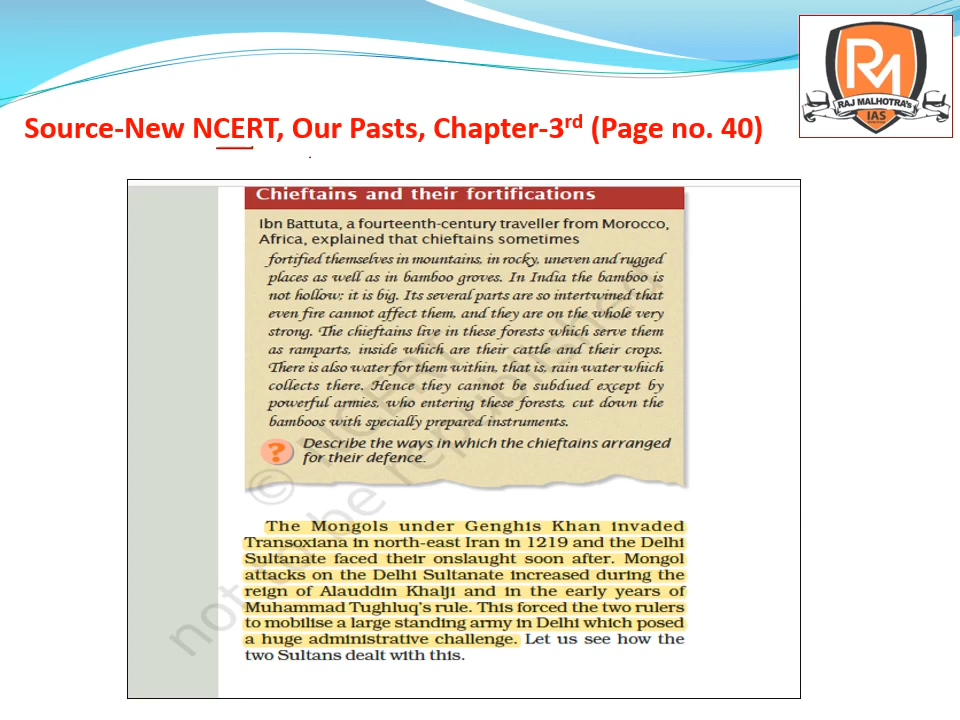 RM
RAJ MALHOTRA's
IAS
Source-New NCERT, Our Pasts, Chapter-3rd (Page no. 40)
Chieftains and their fortifications
Ibn Battuta, a fourteenth-century traveller from Morocco,
Africa, explained that chieftains sometimes
fortified themselves in mountains, in rocky, uneven and rugged
places as well as in bamboo groves. In India the bamboo is
not hollow; it is big. Its several parts are so intertwined that
even fire cannot affect them, and they are on the whole very
strong. The chieftains live in these forests which serve them
as ramparts, inside which are their cattle and their crops.
There is also water for them within, that is, rain water which
collects there. Hence they cannot be subdued except by
powerful armies, who entering these forests, cut down the
bamboos with specially prepared instruments.
? Describe the ways in which the chieftains arranged
for their defence.
The Mongols under Genghis Khan invaded
Transoxiana in north-east Iran in 1219 and the Delhi
Sultanate faced their onslaught soon after. Mongol
attacks on the Delhi Sultanate increased during the
reign of Alauddin Khalji and in the early years of
Muhammad Tughluq's rule. This forced the two rulers
to mobilise a large standing army in Delhi which posed
a huge administrative challenge. Let us see how the
two Sultans dealt with this.
© NCERT
not to be republished